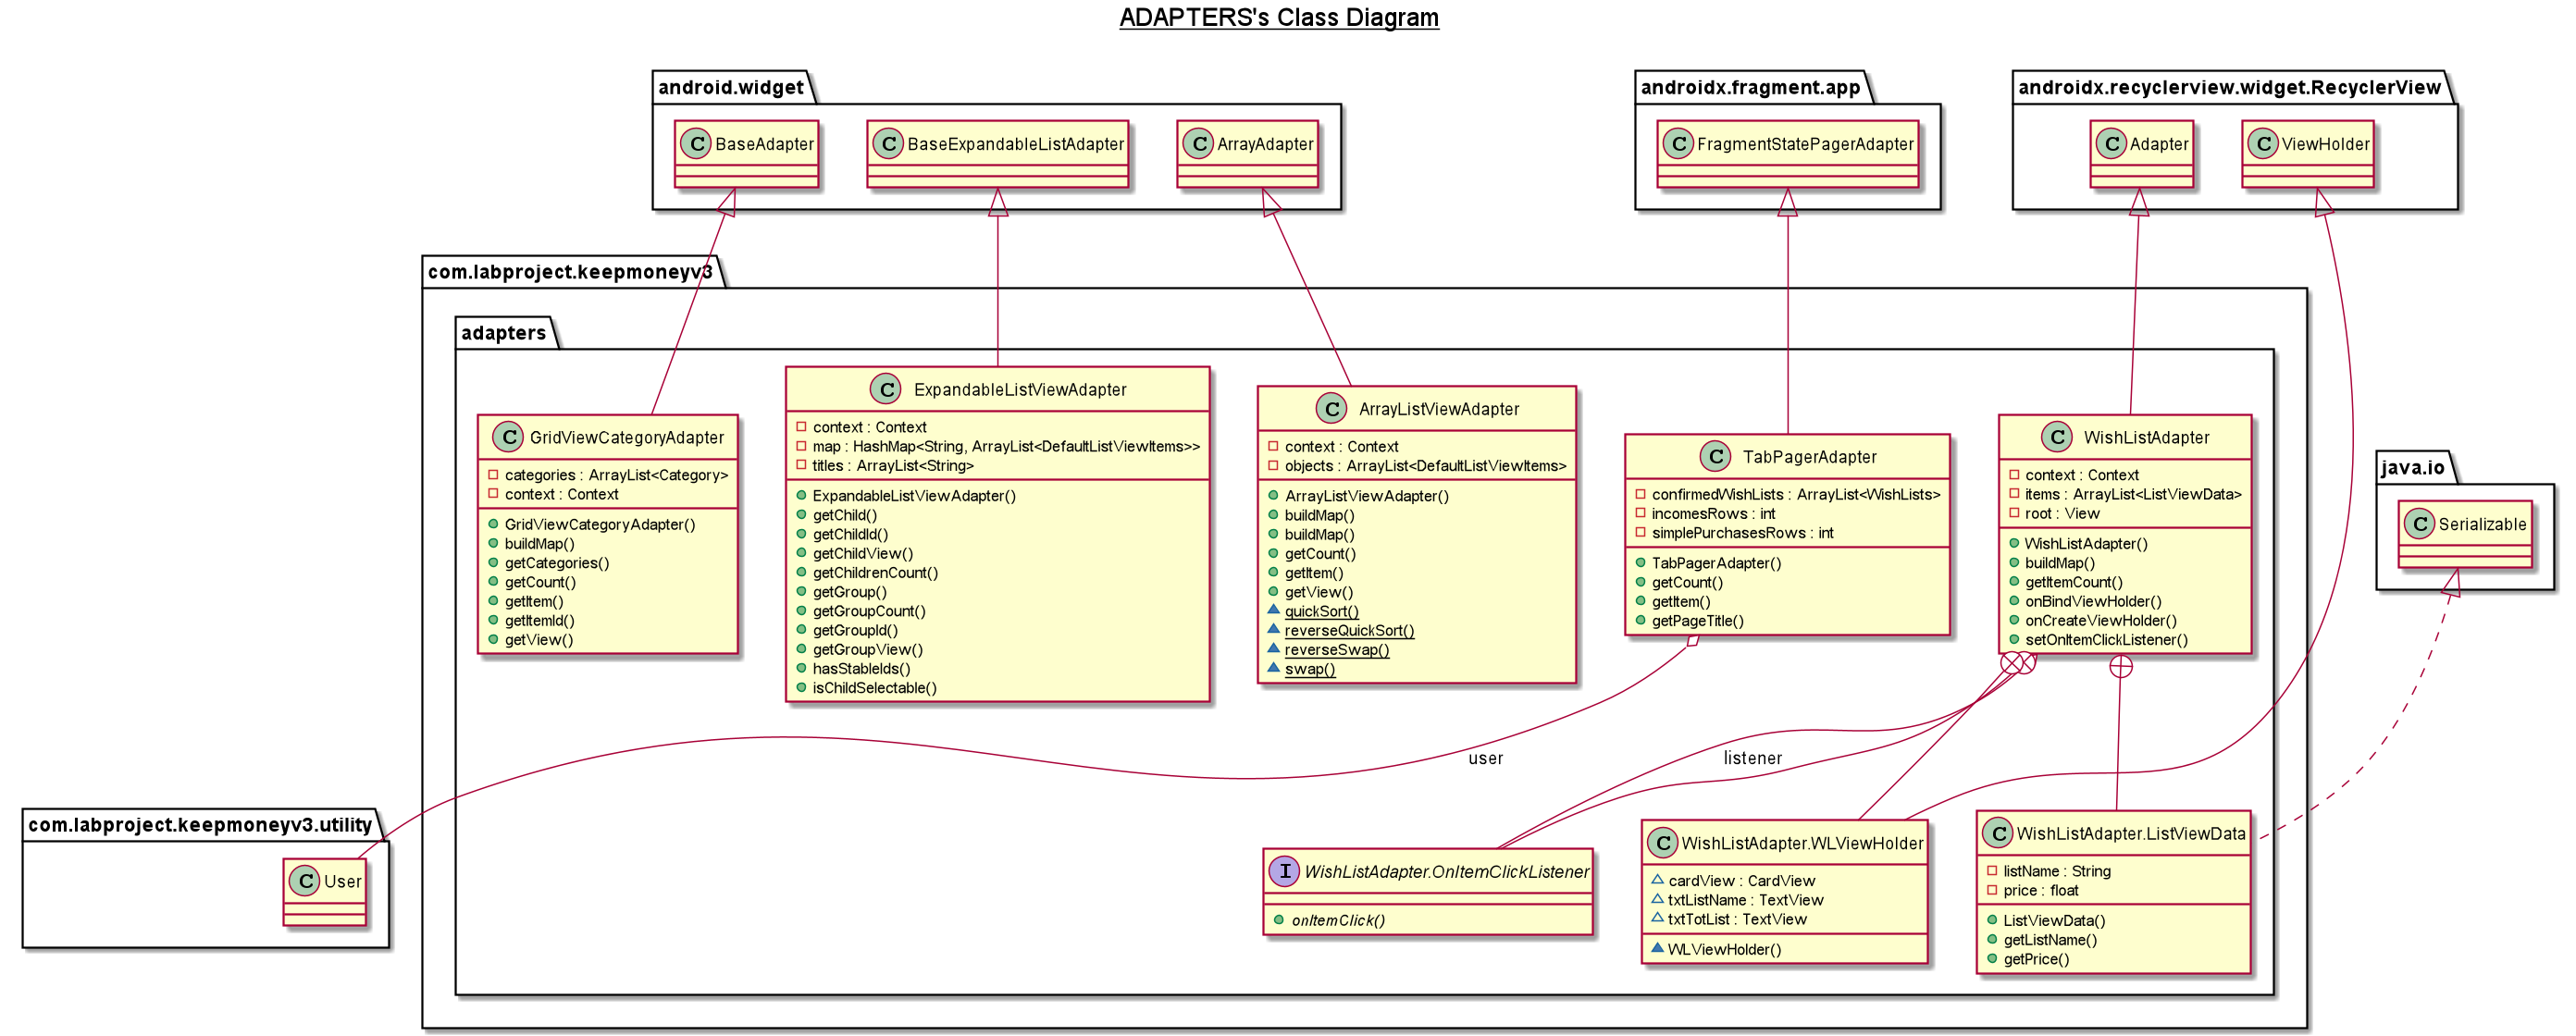 ADAPTERS's Class Diagram
android.widget
C BaseAdapter
C BaseExpandableListAdapter
C ArrayAdapter
androidx.fragment.app
C FragmentStatePagerAdapter
androidx.recyclerview.widget.RecyclerView
C Adapter
C ViewHolder
com.labproject.keepmoneyv3
adapters
C GridViewCategoryAdapter
categories : ArrayList<Category>
context : Context
GridViewCategoryAdapter()
buildMap()
getCategories()
getCount()
getItem()
getItemId()
getView()
C ExpandableListViewAdapter
context : Context
map : HashMap<String, ArrayList<DefaultListViewItems>>
titles : ArrayList<String>
ExpandableListViewAdapter()
getChild()
getChildId()
getChildView()
getChildrenCount()
getGroup()
getGroupCount()
getGroupId()
getGroupView()
hasStableIds()
isChildSelectable()
C ArrayListViewAdapter
context : Context
objects : ArrayList<DefaultListViewItems>
ArrayListViewAdapter()
buildMap()
buildMap()
getCount()
getItem()
getView()
quickSort()
reverseQuickSort()
reverseSwap()
swap()
C TabPagerAdapter
confirmedWishLists : ArrayList<WishLists>
incomesRows : int
simplePurchasesRows : int
TabPagerAdapter()
getCount()
getItem()
getPageTitle()
C WishListAdapter
context : Context
items : ArrayList<ListViewData>
root : View
WishListAdapter()
buildMap()
getItemCount()
onBindViewHolder()
onCreateViewHolder()
setOnItemClickListener()
java.io
C Serializable
user
listener
com.labproject.keepmoneyv3.utility
C User
I WishListAdapter.OnItemClickListener
onItemClick()
C WishListAdapter.WLViewHolder
cardView : CardView
txtListName : TextView
txtTotList : TextView
WLViewHolder()
C WishListAdapter.ListViewData
listName : String
price : float
ListViewData()
getListName()
getPrice()